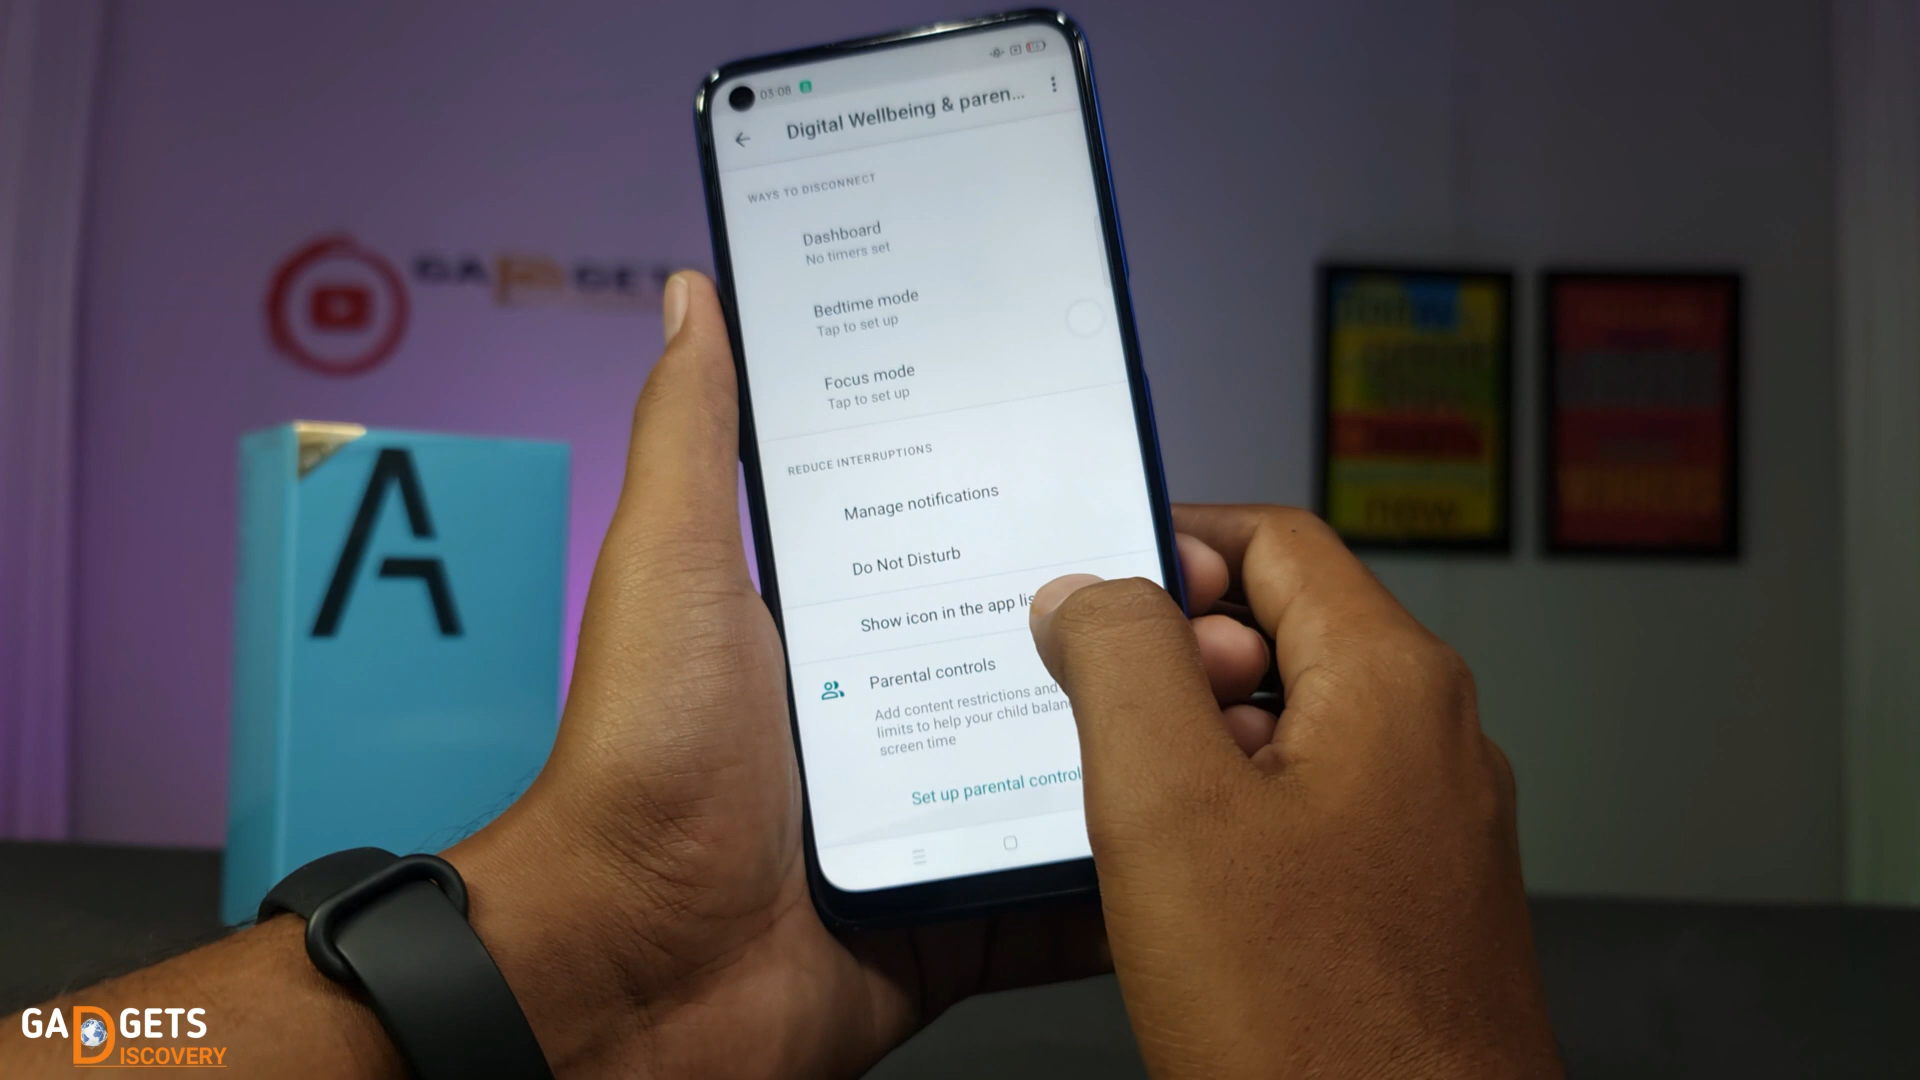 03:08
Digital Wellbeing & paren...
WAYS TO DISCONNECT
Dashboard
No timers set
Bedtime mode
Tap to set up
Focus mode
Tap to set up
REDUCE INTERRUPTIONS
Manage notifications
Do Not Disturb
Show icon in the app lis
Parental controls
Add content restrictions and
limits to help your child balan
screen time
Set up parental control
GADGETS
A
now.
GADGETS
DISCOVERY